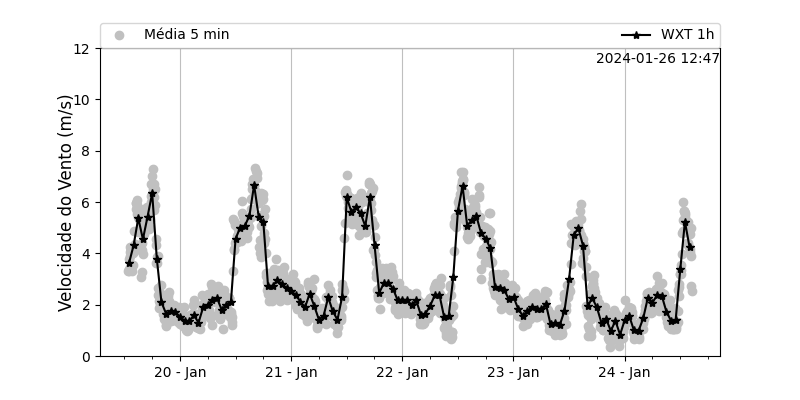 Média 5 min
WXT 1h
2024-01-26 12:47
Velocidade do Vento (m/s)
12
10
8
6
4
2
0
20 - Jan
21 - Jan
22 - Jan
23 - Jan
24 - Jan